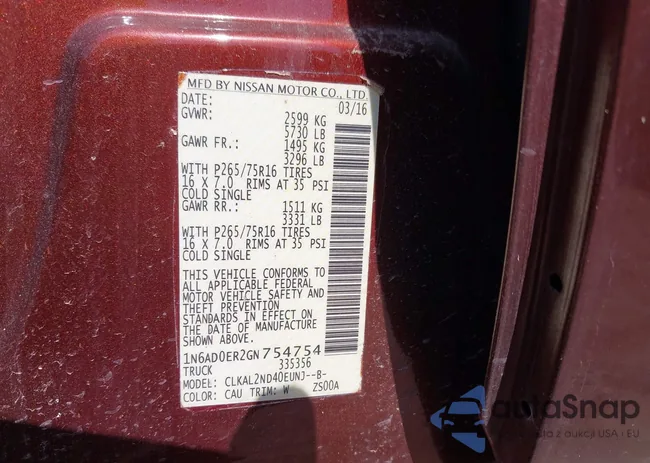 MFD BY NISSAN MOTOR CO., LTD.
DATE: 03/16
GVWR: 2599 KG
5730 LB
GAWR FR.: 1495 KG
3296 LB
WITH P265/75R16 TIRES
16 X 7.0 RIMS AT 35 PSI
COLD SINGLE
GAWR RR.: 1511 KG
3331 LB
WITH P265/75R16 TIRES
16 X 7.0 RIMS AT 35 PSI
COLD SINGLE
THIS VEHICLE CONFORMS TO
ALL APPLICABLE FEDERAL
MOTOR VEHICLE SAFETY AND
THEFT PREVENTION
STANDARDS IN EFFECT ON
THE DATE OF MANUFACTURE
SHOWN ABOVE.
1N6AD0ER2GN754754
TRUCK 335356
MODEL: CLKAL2ND40EUNJ--B-
COLOR: CAU TRIM: W ZS00A
autoSnap
auta z aukcji USA i EU